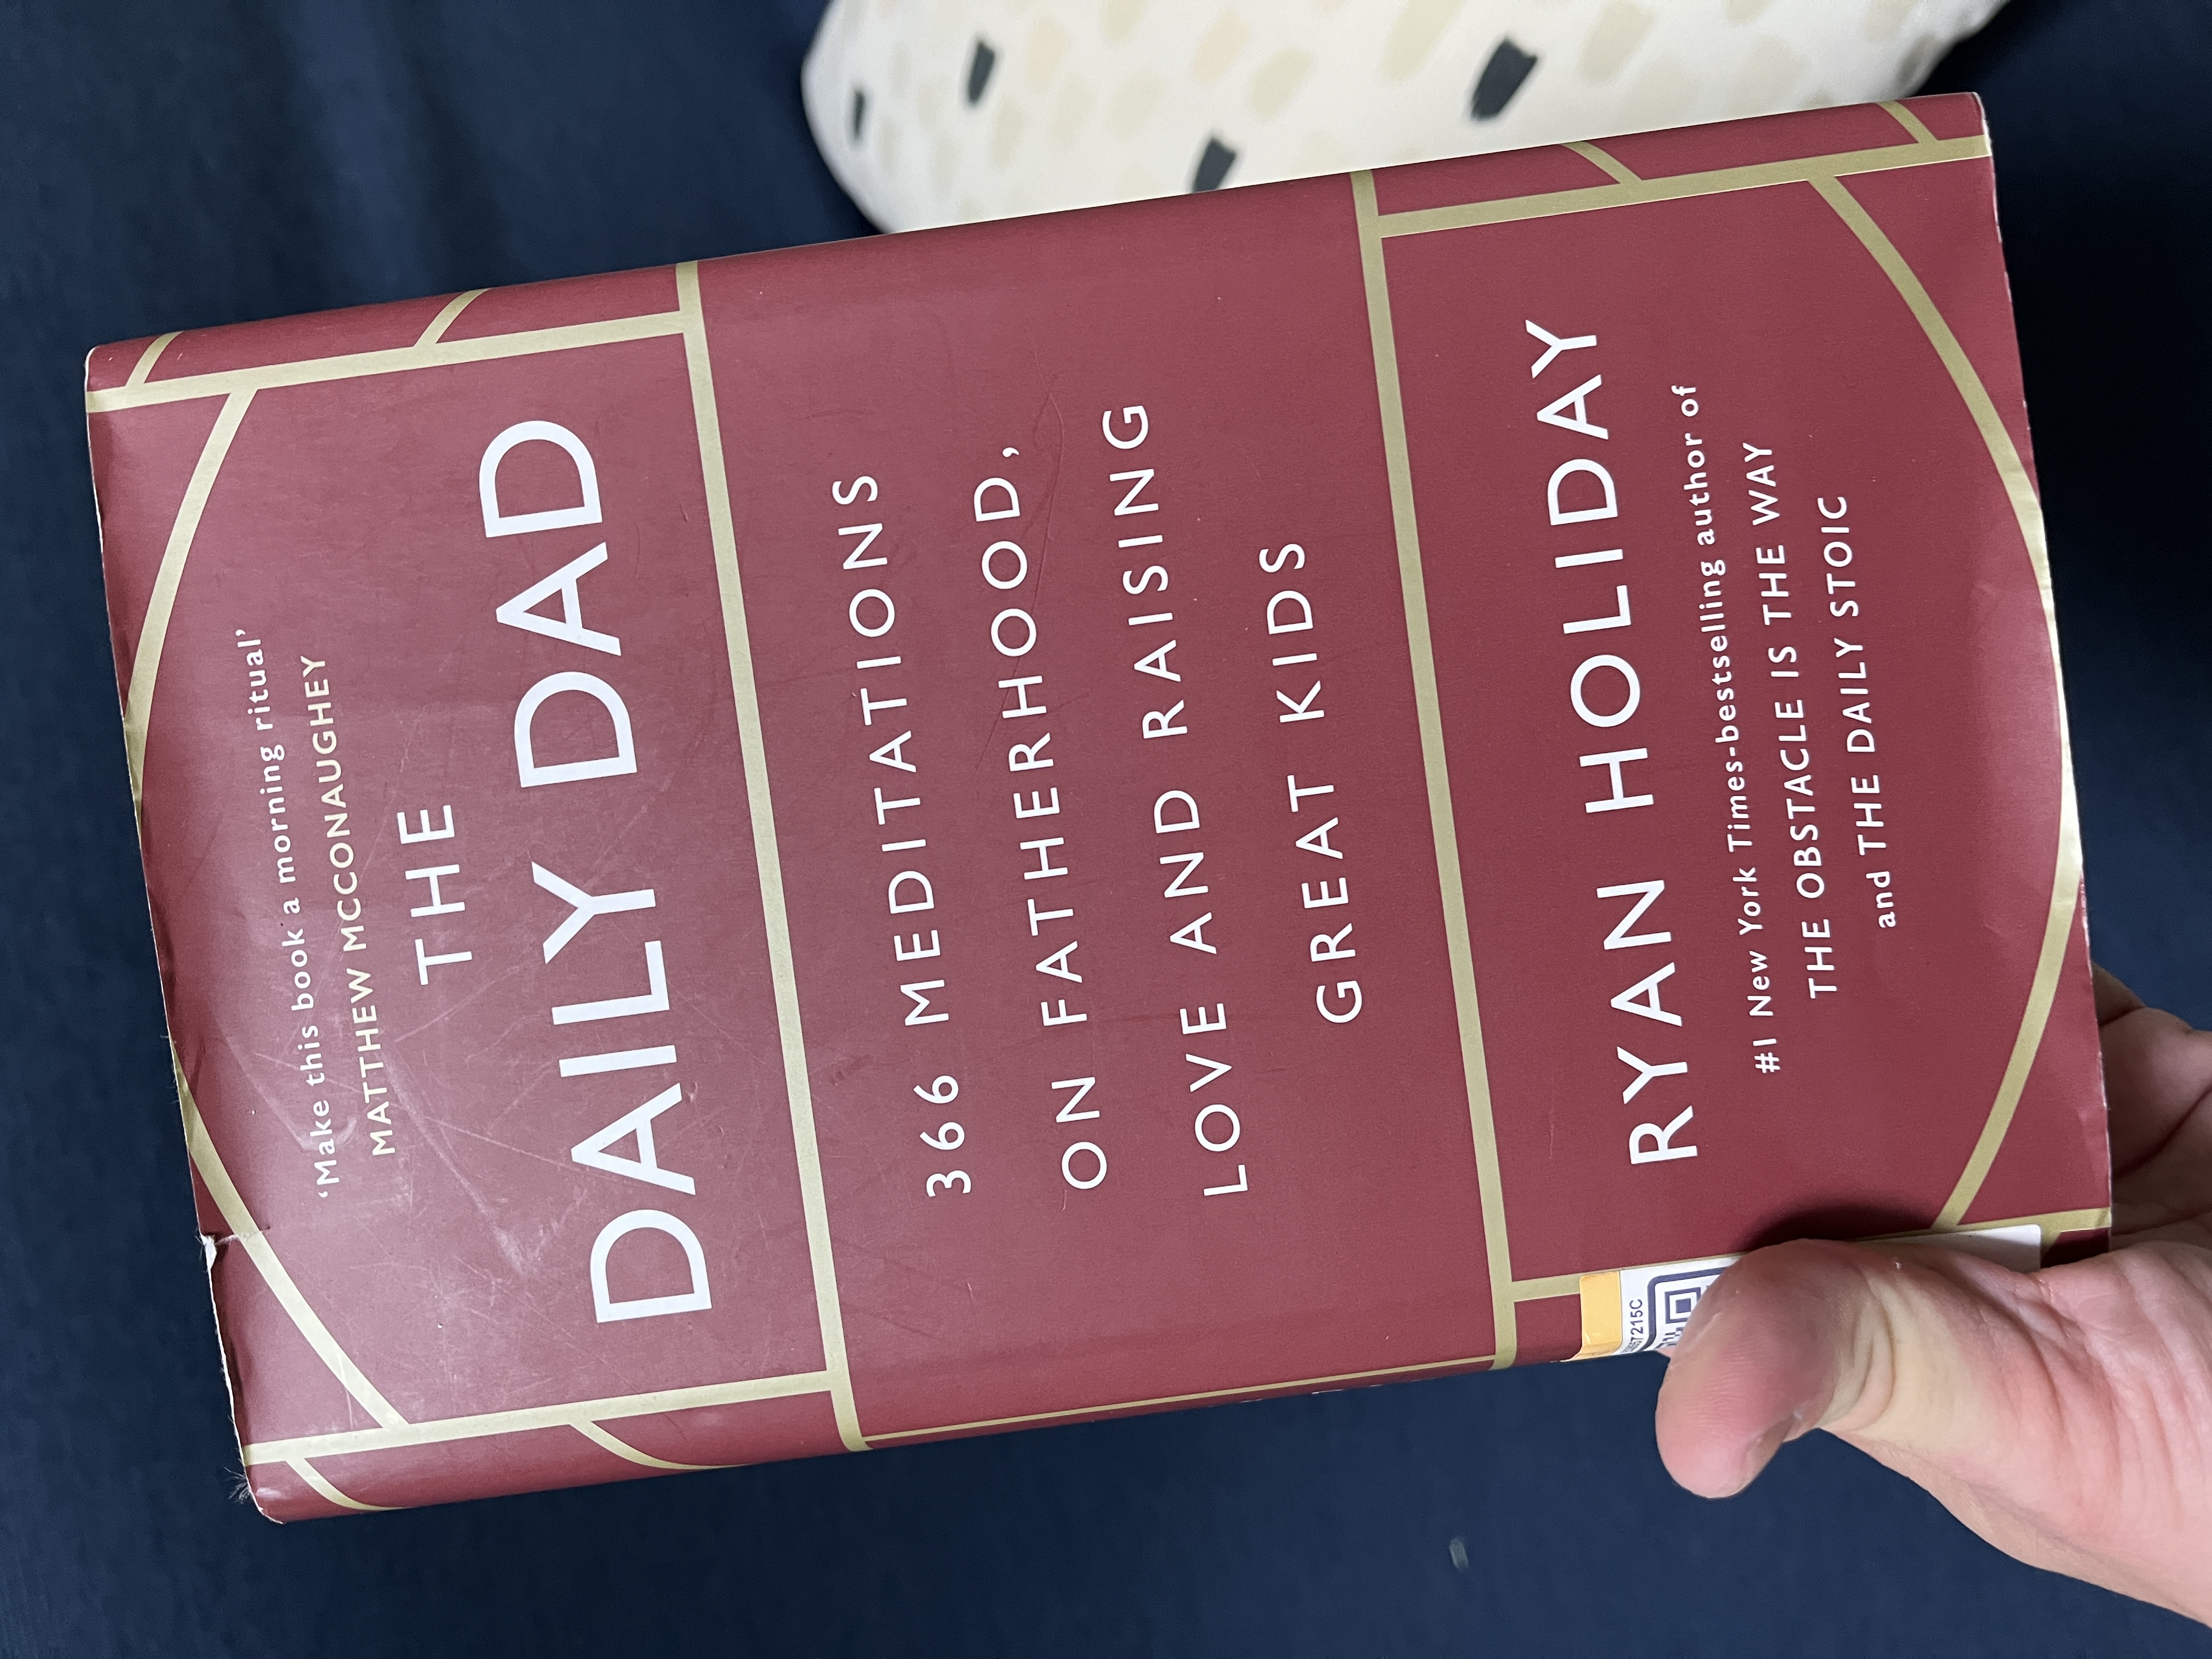 ‘Make this book a morning ritual’
MATTHEW MCCONAUGHEY
THE
DAILY DAD
366 MEDITATIONS
ON FATHERHOOD,
LOVE AND RAISING
GREAT KIDS
RYAN HOLIDAY
#1 New York Times-bestselling author of
THE OBSTACLE IS THE WAY
and THE DAILY STOIC